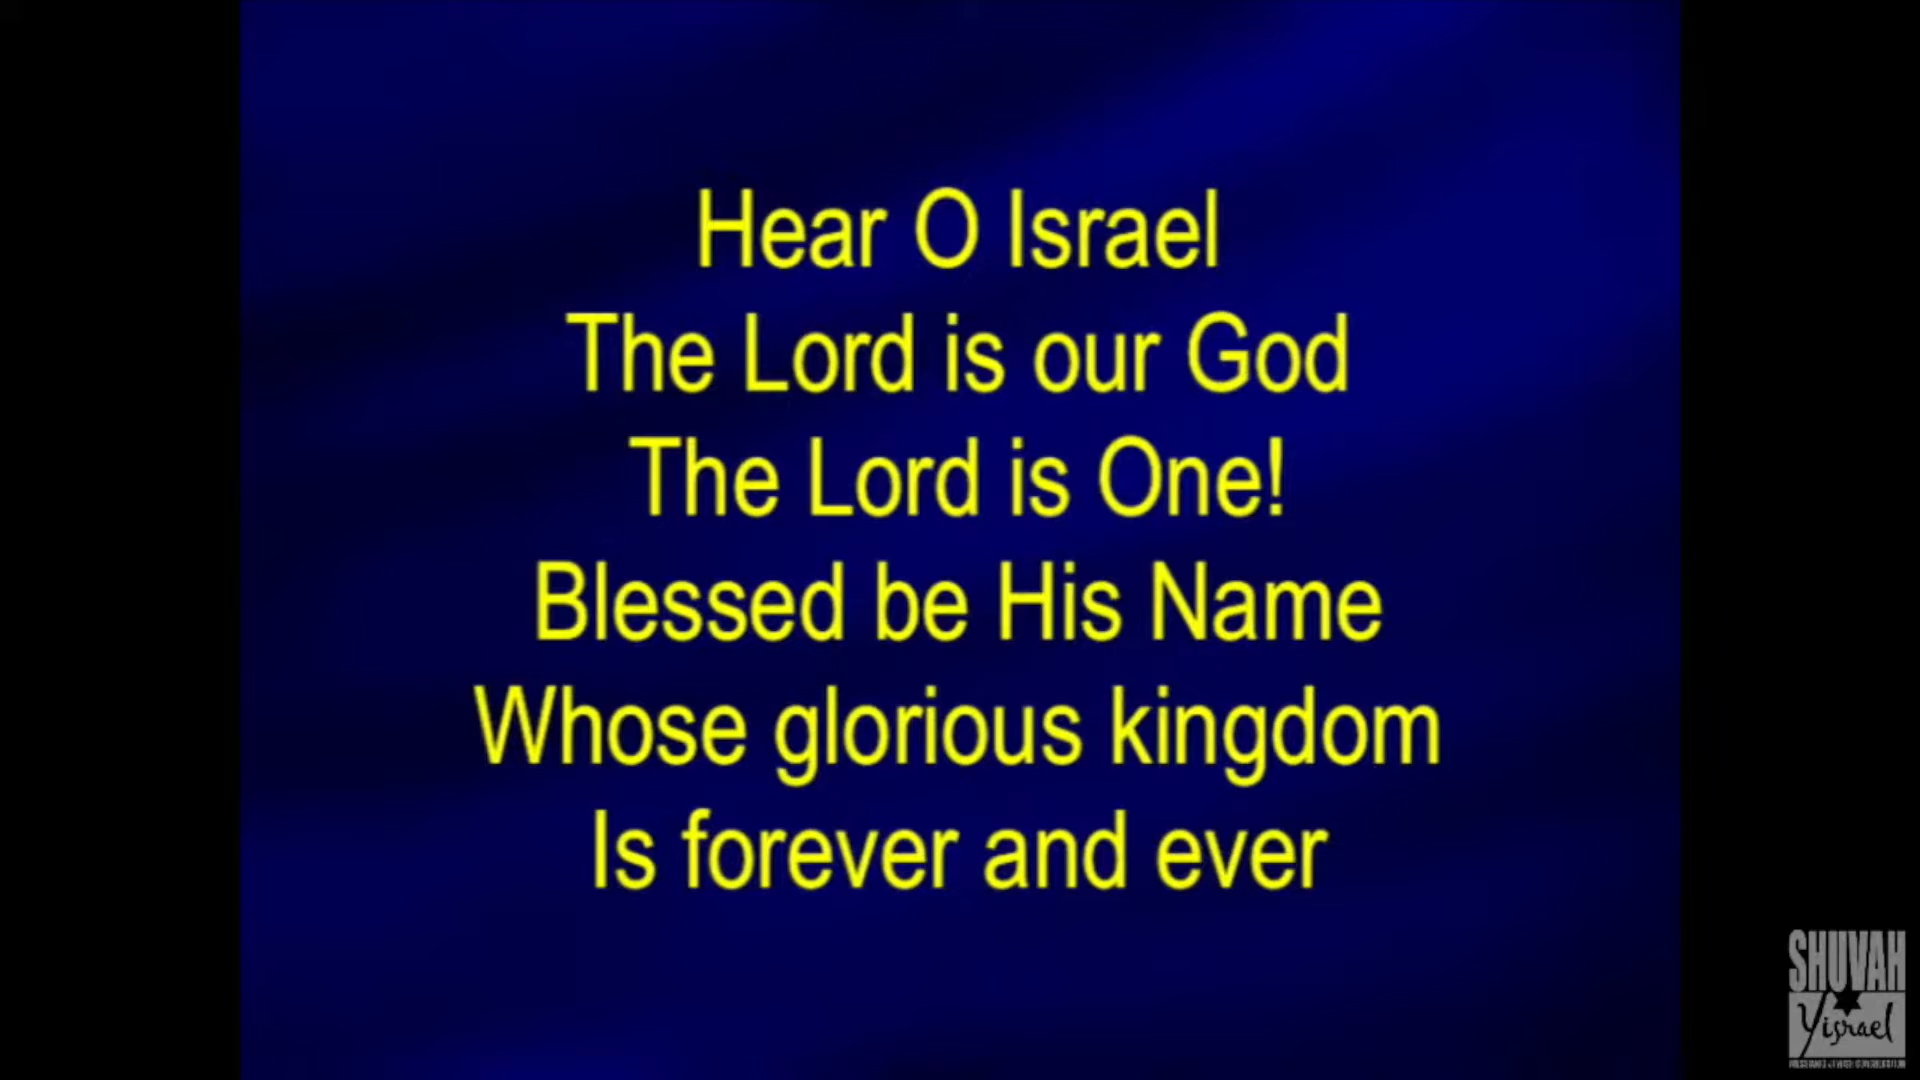 Hear O Israel
The Lord is our God
The Lord is One!
Blessed be His Name
Whose glorious kingdom
Is forever and ever
SHUVAH
Yisrael